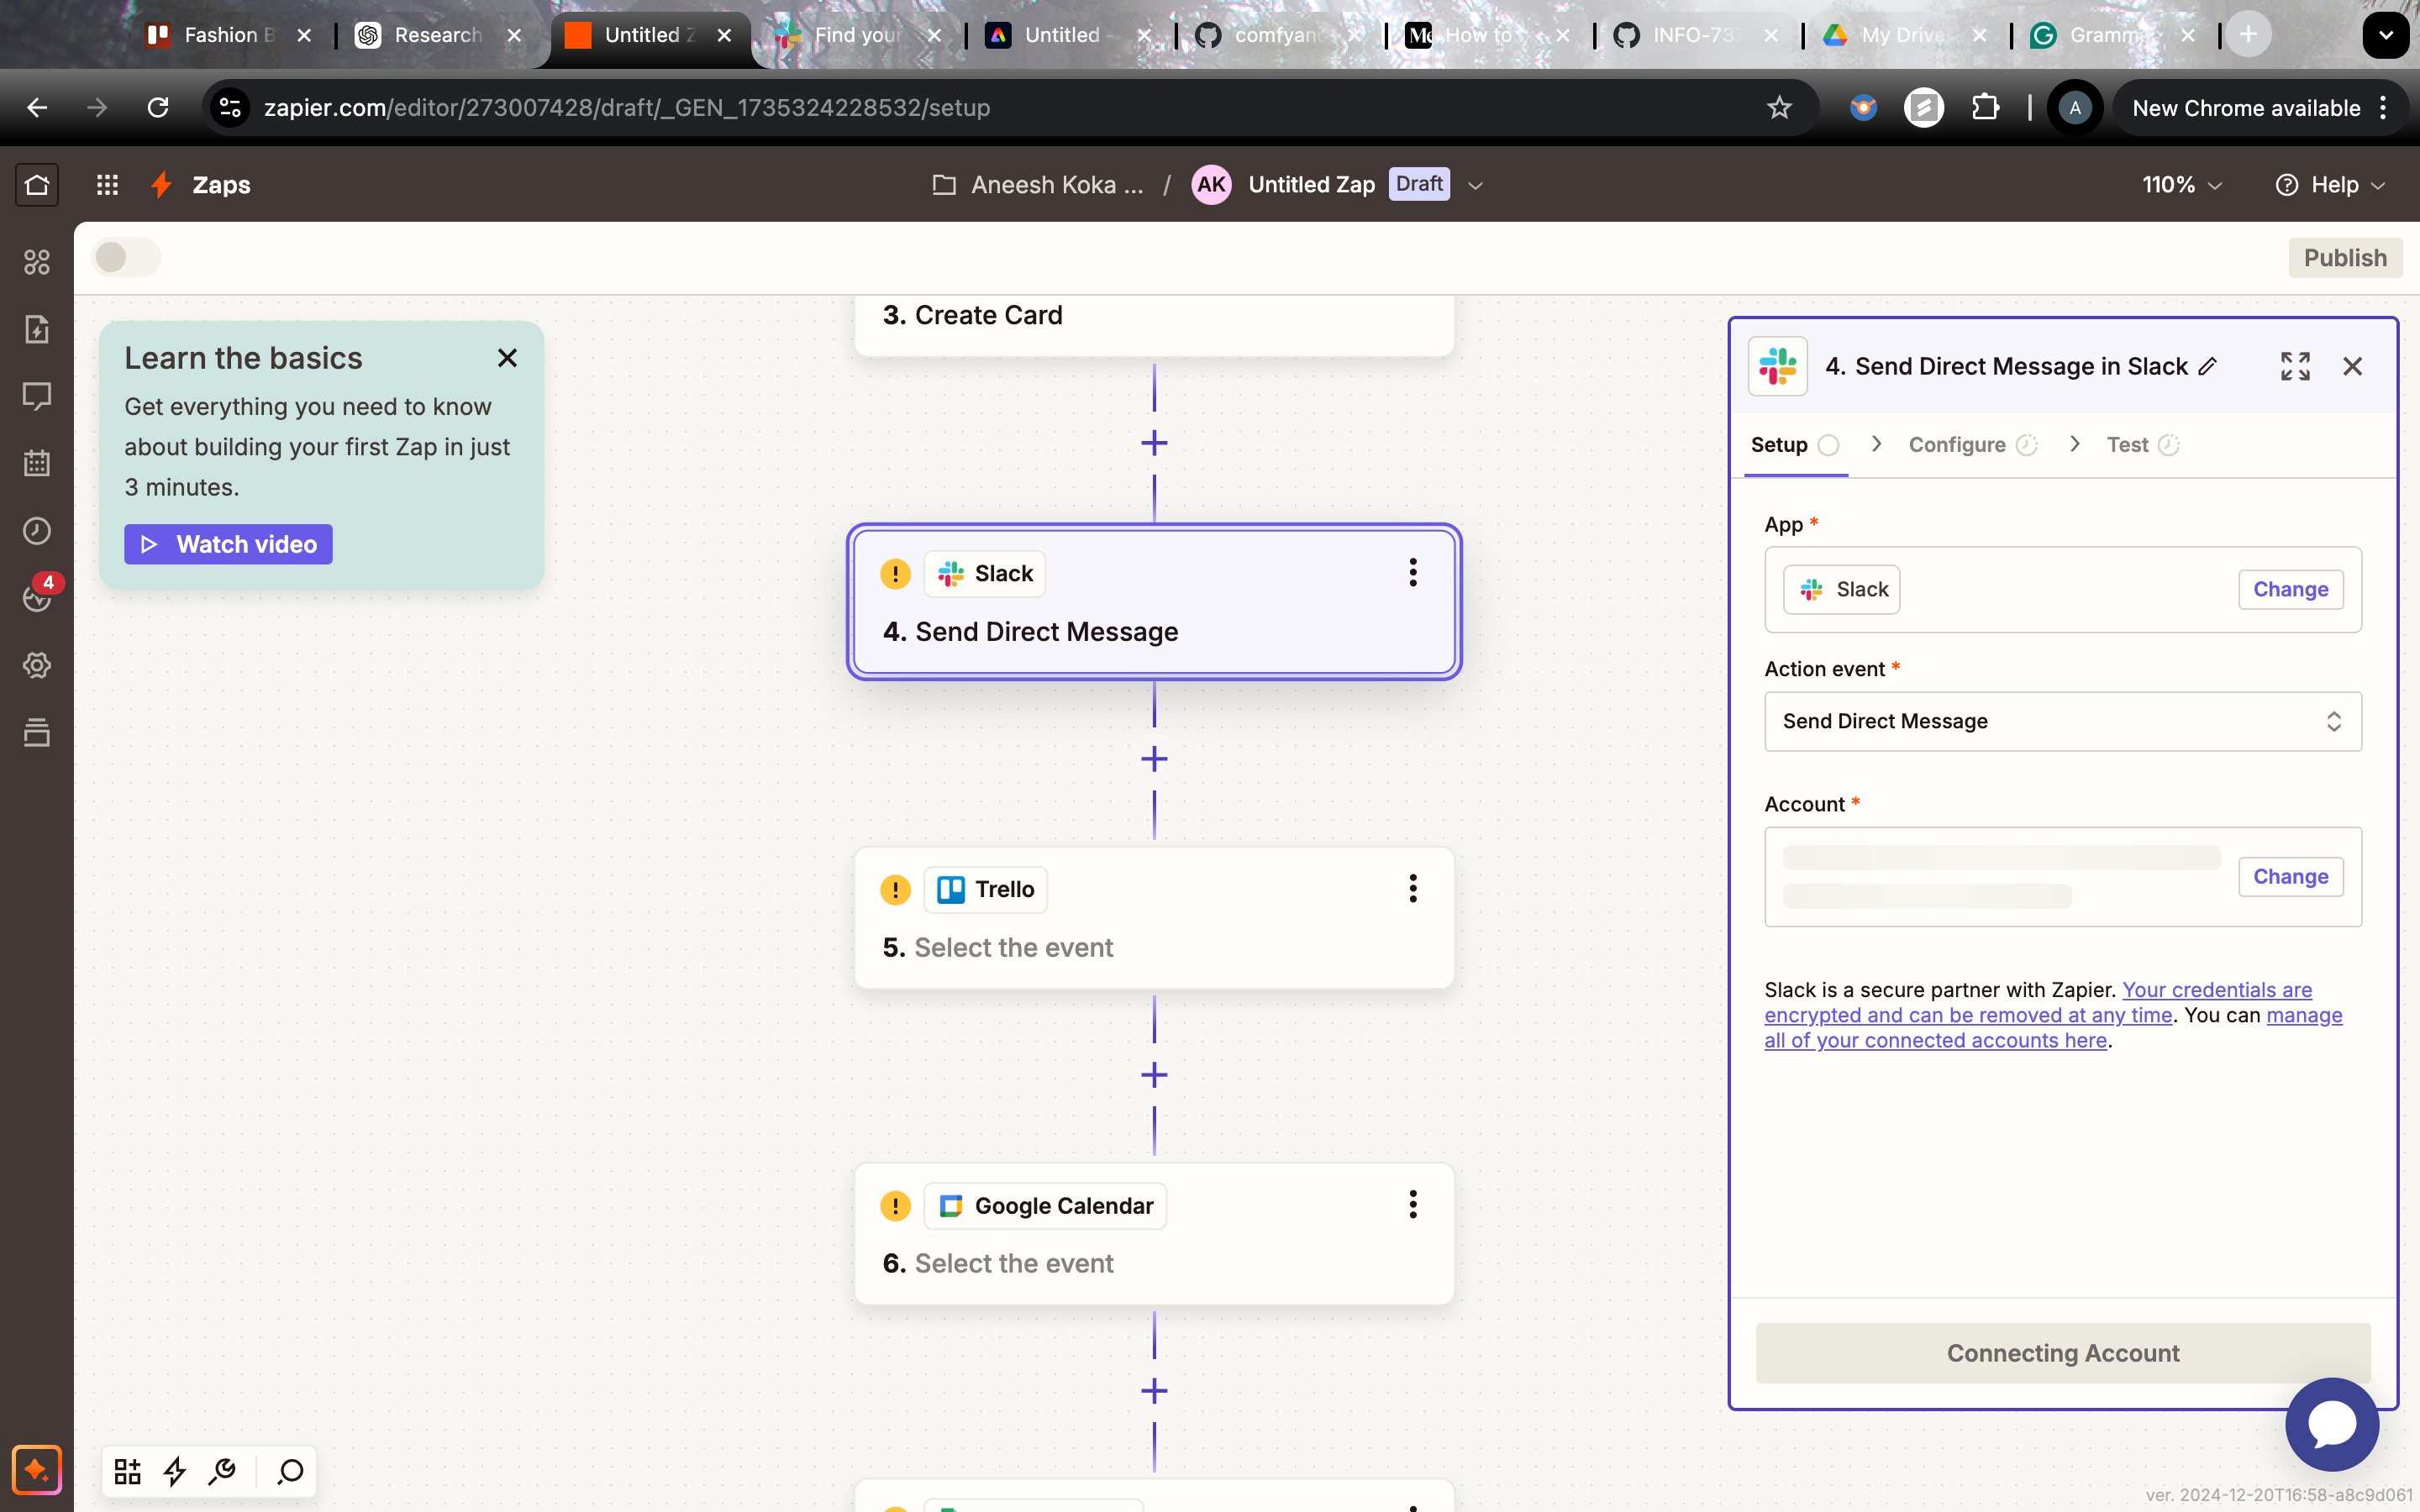 Fashion B
Research
Untitled Z
Find your
Untitled -
comfyan
How to
INFO-73
My Drive
Gramm
zapier.com/editor/273007428/draft/_GEN_1735324228532/setup
A
New Chrome available
Zaps
Aneesh Koka ... / AK Untitled Zap Draft
110%
Help
Publish
Learn the basics
Get everything you need to know
about building your first Zap in just
3 minutes.
Watch video
4
3. Create Card
Slack
4. Send Direct Message
Trello
5. Select the event
Google Calendar
6. Select the event
4. Send Direct Message in Slack
Setup
Configure
Test
App *
Slack
Change
Action event *
Send Direct Message
Account *
Change
Slack is a secure partner with Zapier. Your credentials are
encrypted and can be removed at any time. You can manage
all of your connected accounts here.
Connecting Account
ver. 2024-12-20T16:58-a8c9d061